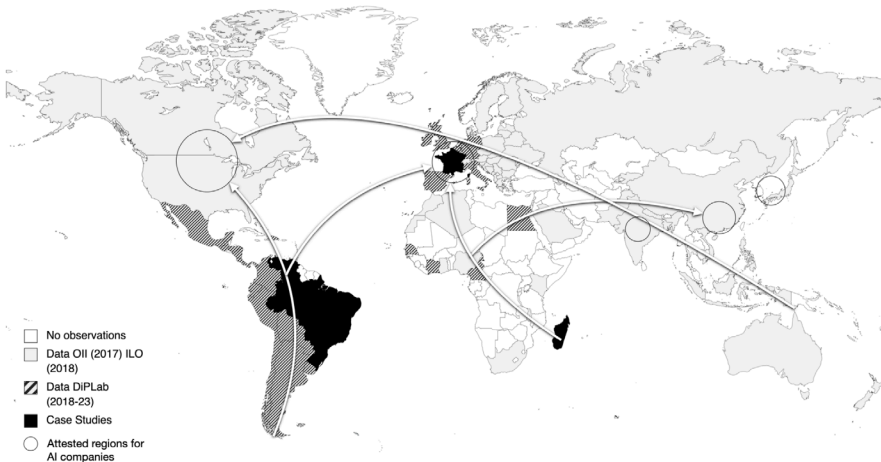 No observations
Data OII (2017) ILO
(2018)
Data DiPLab
(2018-23)
Case Studies
Attested regions for
AI companies